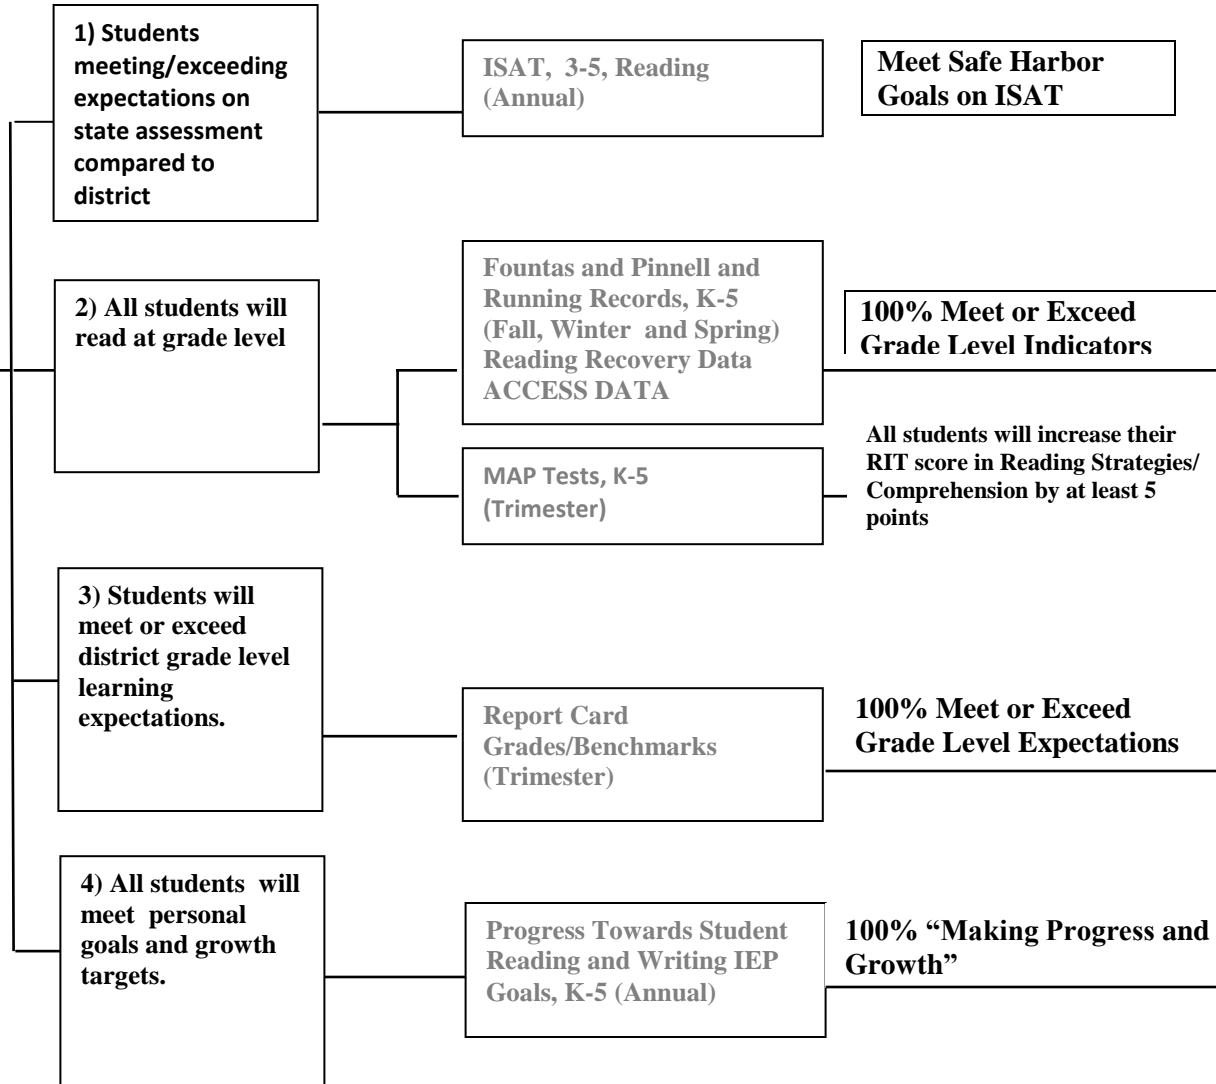 1) Students
meeting/exceeding
expectations on
state assessment
compared to
district
ISAT,  3-5, Reading
(Annual)
Meet Safe Harbor
Goals on ISAT
2) All students will
read at grade level
Fountas and Pinnell and
Running Records, K-5
(Fall, Winter  and Spring)
Reading Recovery Data
ACCESS DATA
100% Meet or Exceed
Grade Level Indicators
MAP Tests, K-5
(Trimester)
All students will increase their
RIT score in Reading Strategies/
Comprehension by at least 5
points
3) Students will
meet or exceed
district grade level
learning
expectations.
Report Card
Grades/Benchmarks
(Trimester)
100% Meet or Exceed
Grade Level Expectations
4) All students  will
meet  personal
goals and growth
targets.
Progress Towards Student
Reading and Writing IEP
Goals, K-5 (Annual)
100% “Making Progress and
Growth”